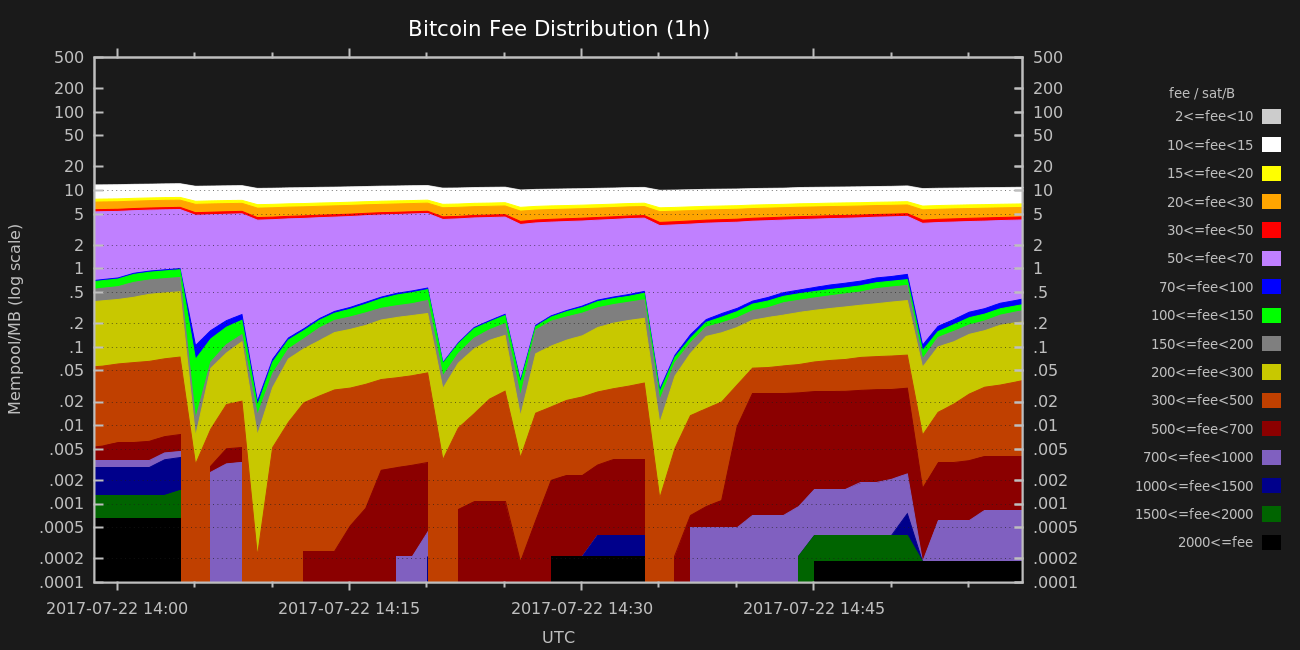 Bitcoin Fee Distribution (1h)
Mempool/MB (log scale)
500
200
100
50
20
10
5
2
1
.5
.2
.1
.05
.02
.01
.005
.002
.001
.0005
.0002
.0001
500
200
100
50
20
10
5
2
1
.5
.2
.1
.05
.02
.01
.005
.002
.001
.0005
.0002
.0001
2017-07-22 14:00
2017-07-22 14:15
2017-07-22 14:30
2017-07-22 14:45
UTC
fee / sat/B
2<=fee<10
10<=fee<15
15<=fee<20
20<=fee<30
30<=fee<50
50<=fee<70
70<=fee<100
100<=fee<150
150<=fee<200
200<=fee<300
300<=fee<500
500<=fee<700
700<=fee<1000
1000<=fee<1500
1500<=fee<2000
2000<=fee